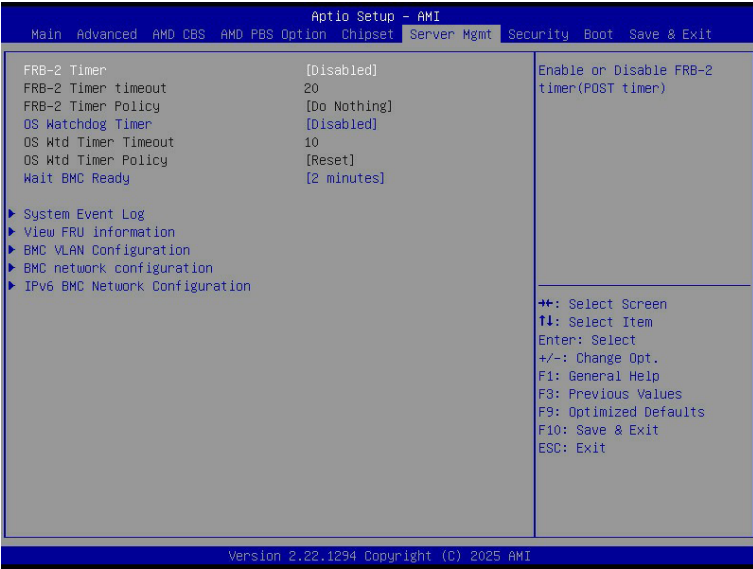 Aptio Setup – AMI
Main Advanced AMD CBS AMD PBS Option Chipset Server Mgmt Security Boot Save & Exit
FRB-2 Timer [Disabled]
FRB-2 Timer timeout 20
FRB-2 Timer Policy [Do Nothing]
OS Watchdog Timer [Disabled]
OS Wtd Timer Timeout 10
OS Wtd Timer Policy [Reset]
Wait BMC Ready [2 minutes]
▶ System Event Log
▶ View FRU information
▶ BMC VLAN Configuration
▶ BMC network configuration
▶ IPv6 BMC Network Configuration
Enable or Disable FRB-2
timer(POST timer)
→←: Select Screen
↑↓: Select Item
Enter: Select
+/-: Change Opt.
F1: General Help
F3: Previous Values
F9: Optimized Defaults
F10: Save & Exit
ESC: Exit
Version 2.22.1294 Copyright (C) 2025 AMI